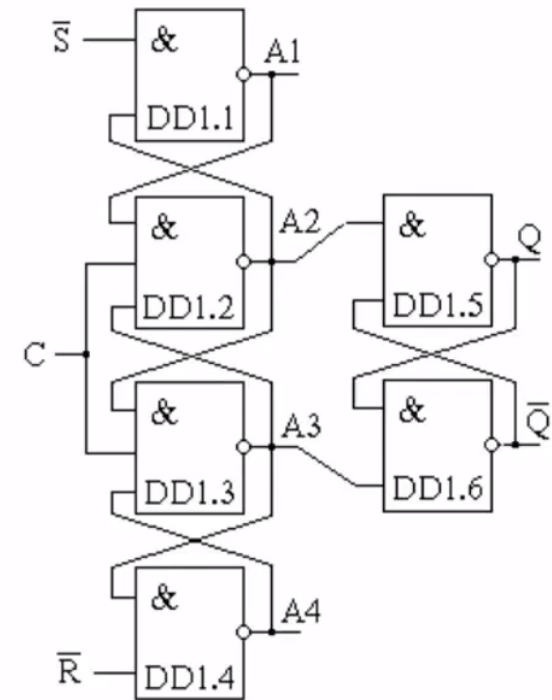 S̅
&
A1
DD1.1
&
A2
DD1.2
&
Q
DD1.5
C
&
A3
DD1.3
&
Q̅
DD1.6
&
A4
R̅
DD1.4